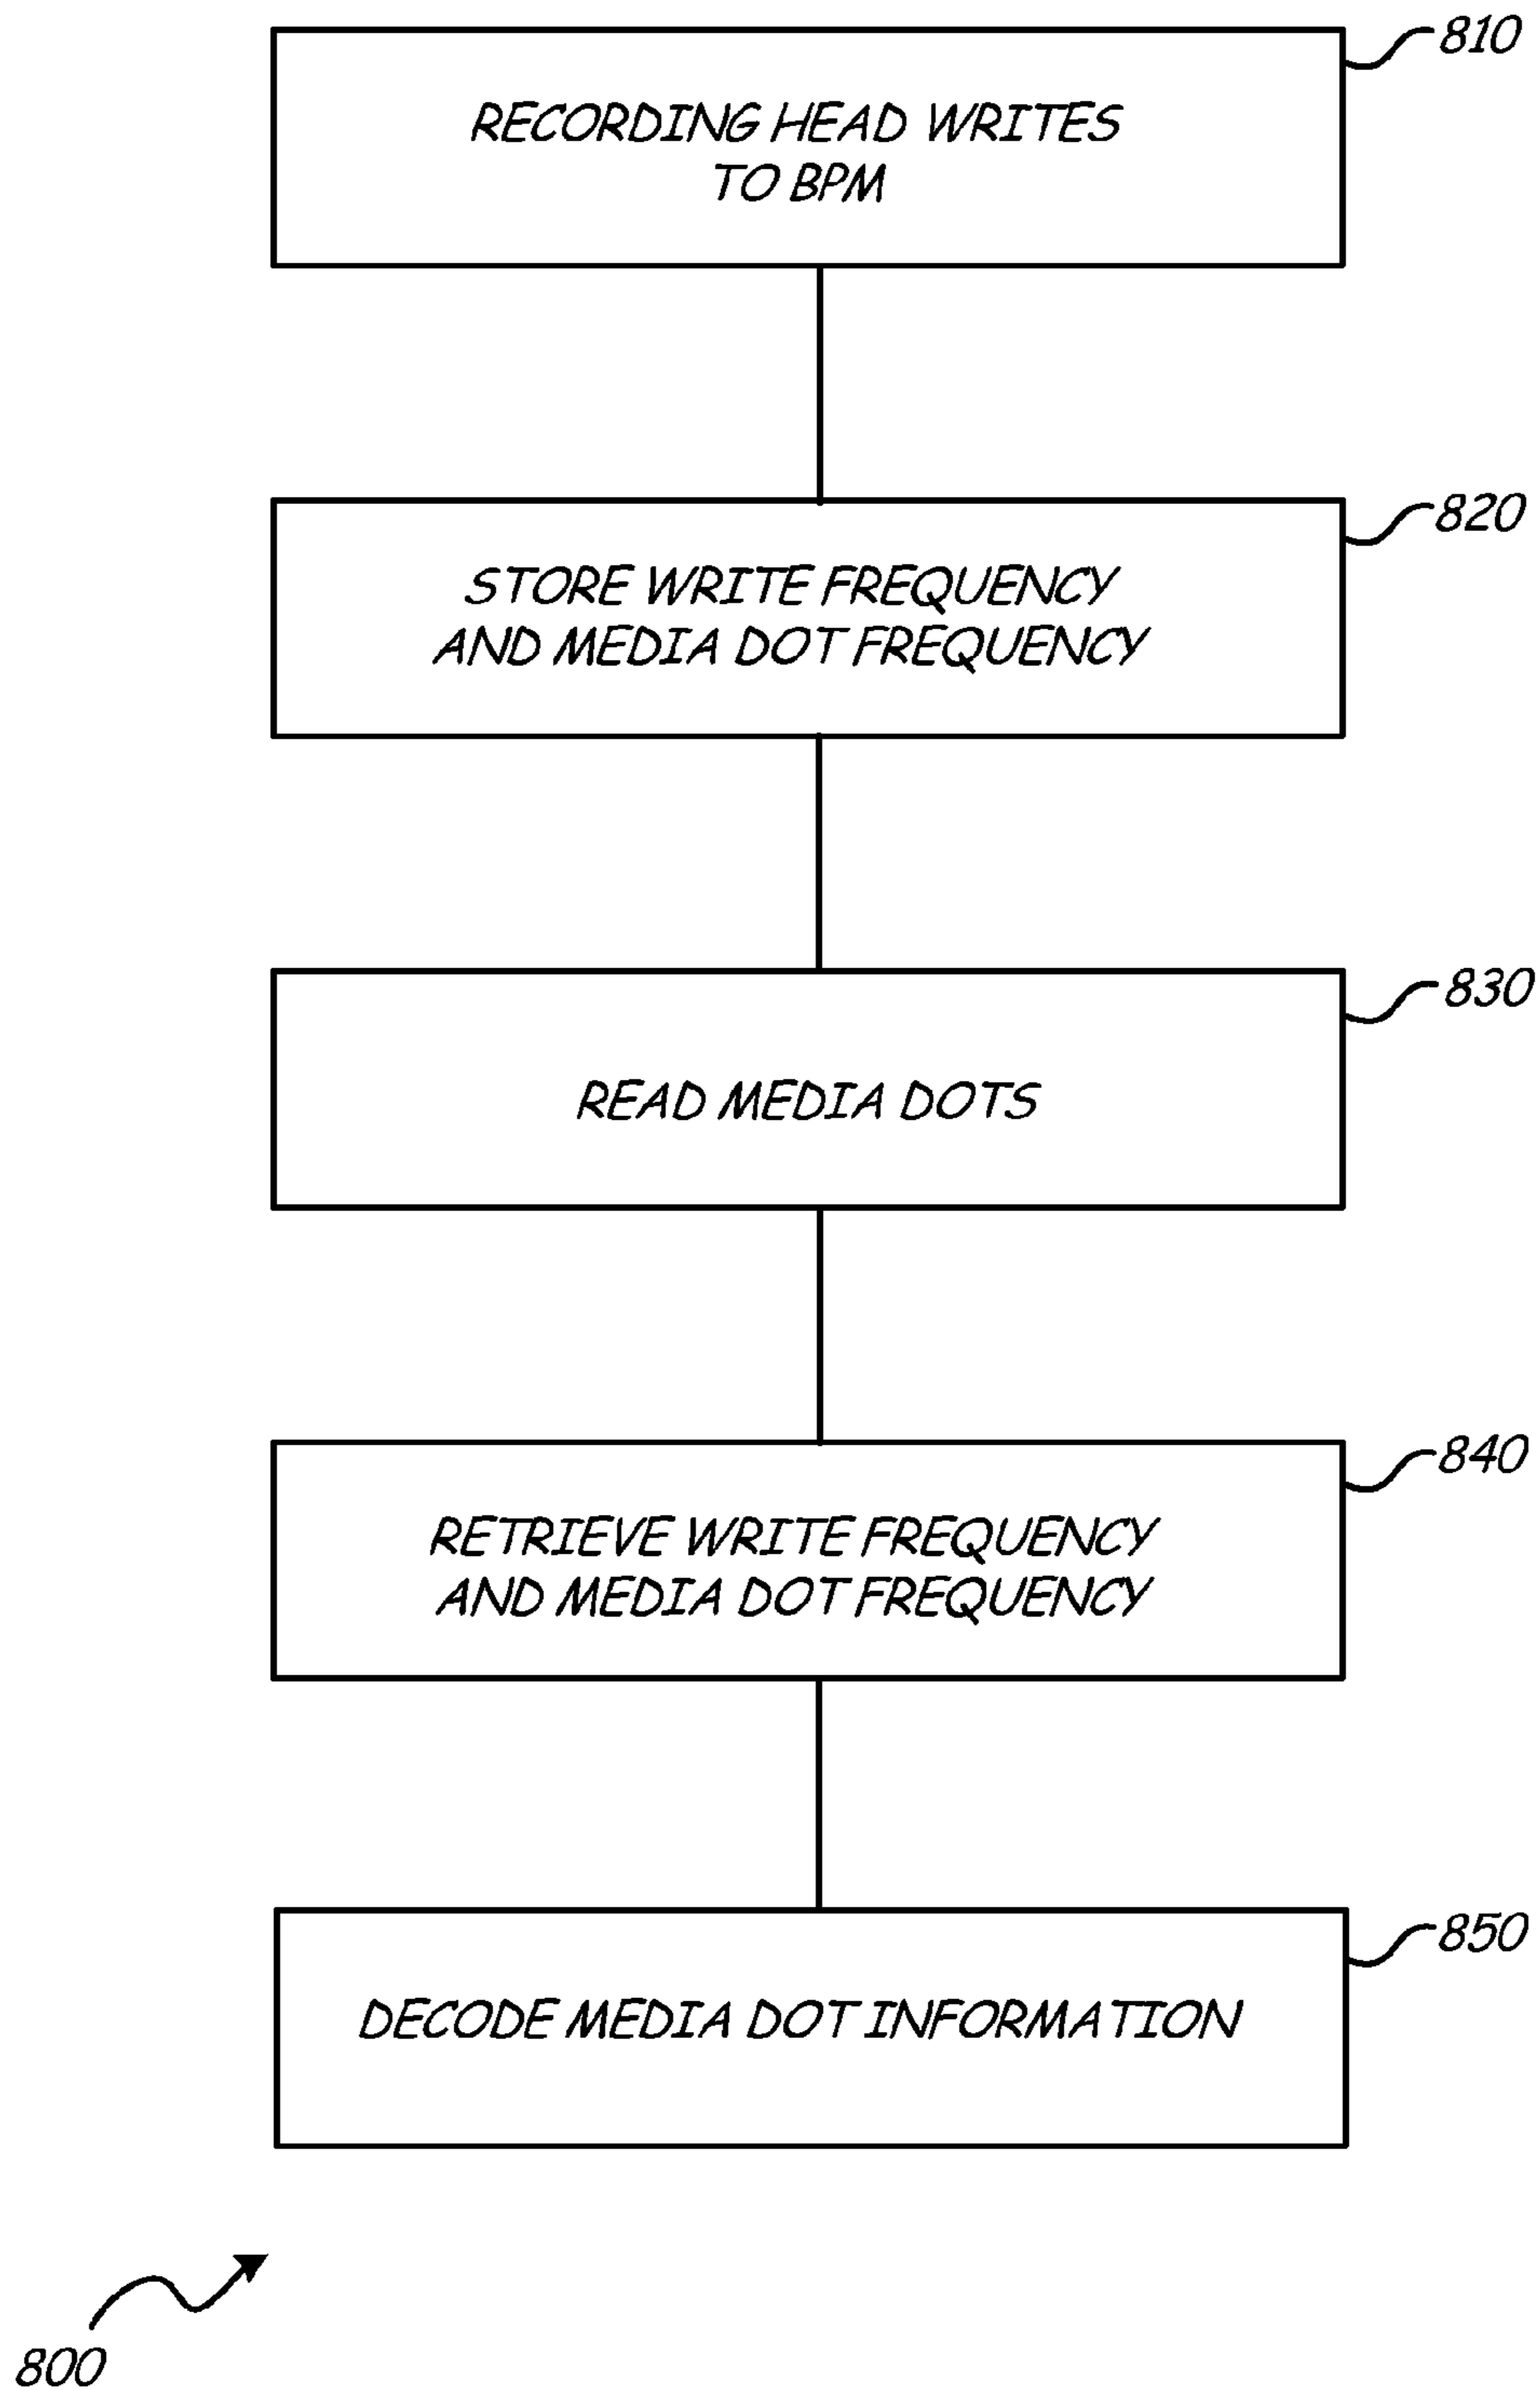 810
RECORDING HEAD WRITES
TO BPM
820
STORE WRITE FREQUENCY
AND MEDIA DOT FREQUENCY
830
READ MEDIA DOTS
840
RETRIEVE WRITE FREQUENCY
AND MEDIA DOT FREQUENCY
850
DECODE MEDIA DOT INFORMATION
800